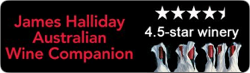 James Halliday
Australian
Wine Companion
4.5-star winery